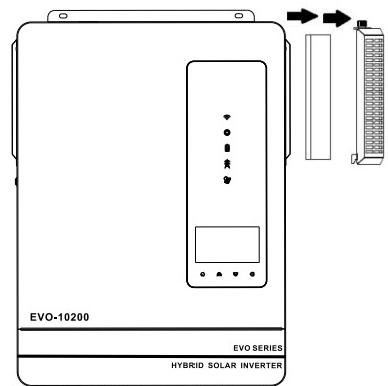 EVO-10200
EVO SERIES
HYBRID SOLAR INVERTER